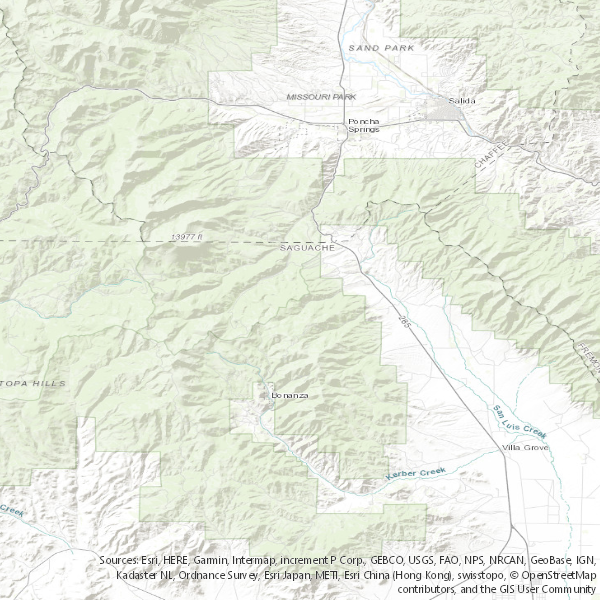 SAND PARK
MISSOURI PARK
Salida
Poncha
Springs
CHAFFEE
13977 ft
SAGUACHE
265
FREMON
TOPA HILLS
Bonanza
San Luis Creek
Villa Grove
Kerber Creek
Creek
Sources: Esri, HERE, Garmin, Intermap, increment P Corp., GEBCO, USGS, FAO, NPS, NRCAN, GeoBase, IGN,
Kadaster NL, Ordnance Survey, Esri Japan, METI, Esri China (Hong Kong), swisstopo, © OpenStreetMap
contributors, and the GIS User Community